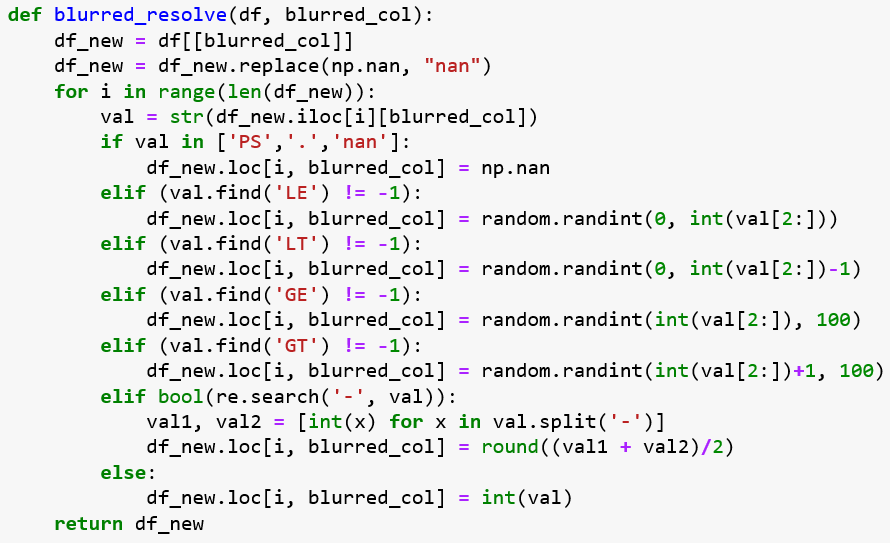 def blurred_resolve(df, blurred_col):
    df_new = df[[blurred_col]]
    df_new = df_new.replace(np.nan, "nan")
    for i in range(len(df_new)):
        val = str(df_new.iloc[i][blurred_col])
        if val in ['PS','.','nan']:
            df_new.loc[i, blurred_col] = np.nan
        elif (val.find('LE') != -1):
            df_new.loc[i, blurred_col] = random.randint(0, int(val[2:]))
        elif (val.find('LT') != -1):
            df_new.loc[i, blurred_col] = random.randint(0, int(val[2:])-1)
        elif (val.find('GE') != -1):
            df_new.loc[i, blurred_col] = random.randint(int(val[2:]), 100)
        elif (val.find('GT') != -1):
            df_new.loc[i, blurred_col] = random.randint(int(val[2:])+1, 100)
        elif bool(re.search('-', val)):
            val1, val2 = [int(x) for x in val.split('-')]
            df_new.loc[i, blurred_col] = round((val1 + val2)/2)
        else:
            df_new.loc[i, blurred_col] = int(val)
    return df_new